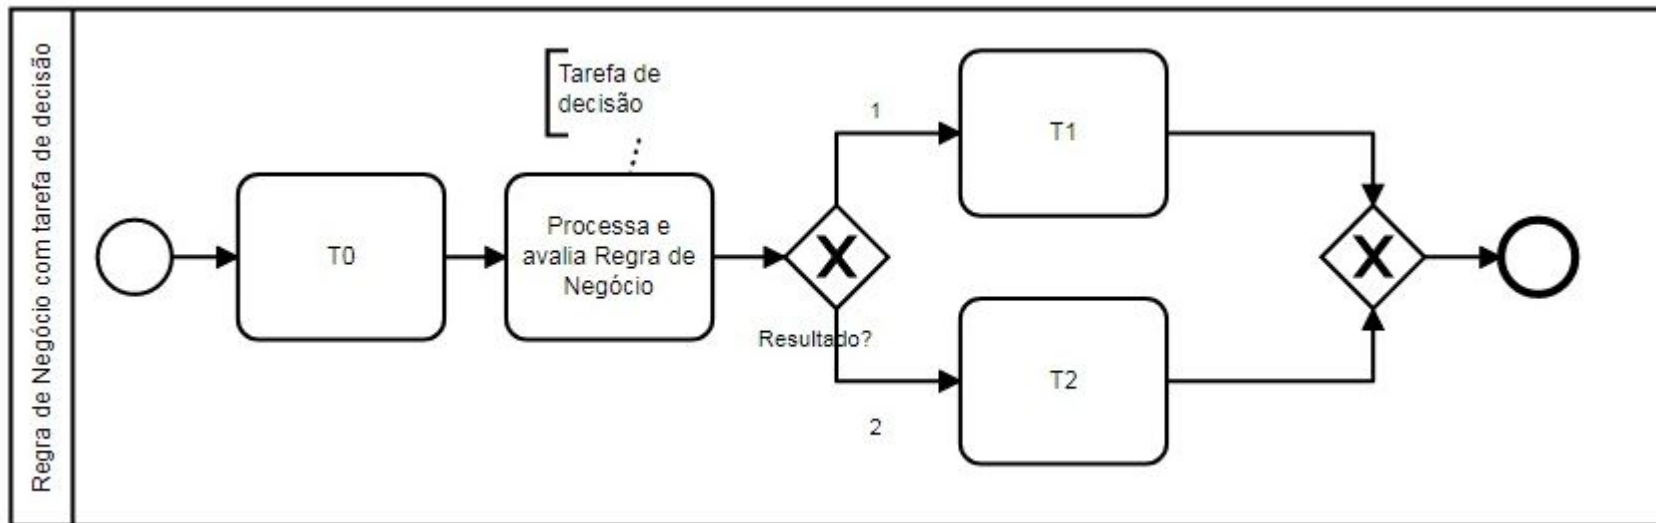 Regra de Negócio com tarefa de decisão
Tarefa de
decisão
T0
Processa e
avalia Regra de
Negócio
Resultado?
1
T1
2
T2